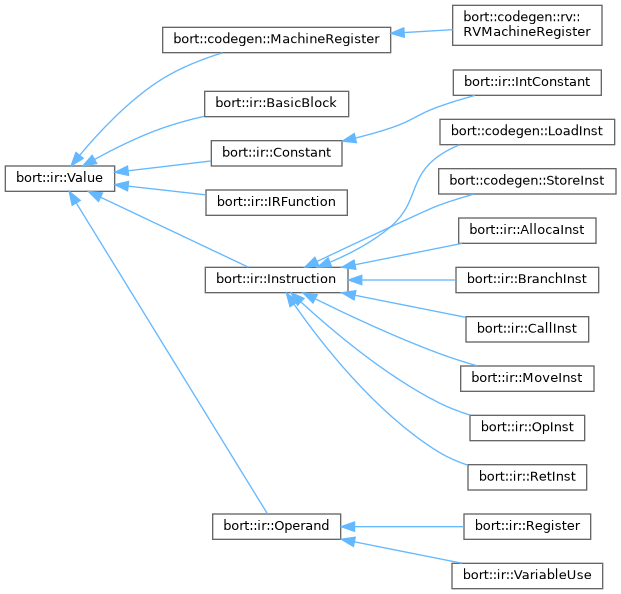 bort::codegen::rv::
RVMachineRegister
bort::codegen::MachineRegister
bort::ir::IntConstant
bort::ir::BasicBlock
bort::codegen::LoadInst
bort::ir::Constant
bort::ir::Value
bort::codegen::StoreInst
bort::ir::IRFunction
bort::ir::AllocaInst
bort::ir::Instruction
bort::ir::BranchInst
bort::ir::CallInst
bort::ir::MoveInst
bort::ir::OpInst
bort::ir::RetInst
bort::ir::Operand
bort::ir::Register
bort::ir::VariableUse